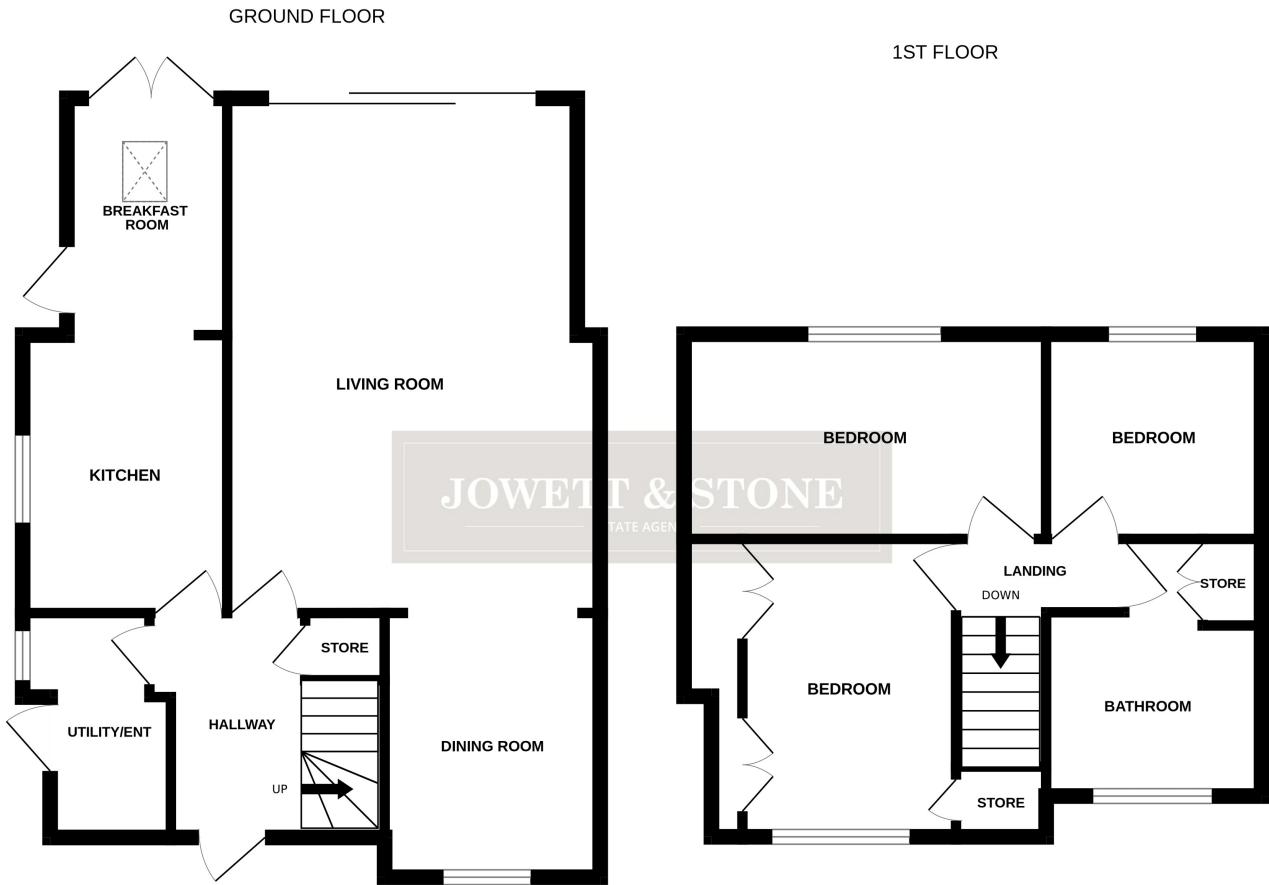 GROUND FLOOR
1ST FLOOR
BREAKFAST
ROOM
LIVING ROOM
KITCHEN
BEDROOM
BEDROOM
JOWETT & STONE
LANDING
DOWN
STORE
STORE
BEDROOM
BATHROOM
UTILITY/ENT
HALLWAY
DINING ROOM
UP
STORE